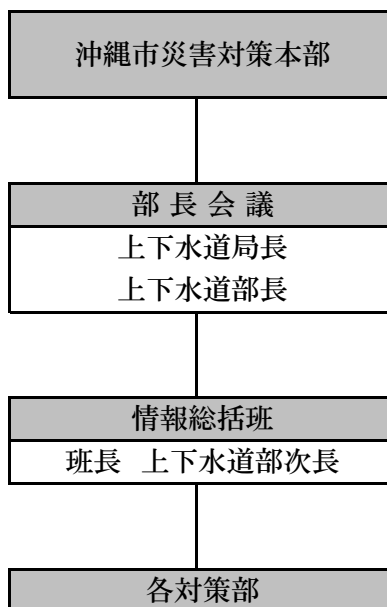 沖縄市災害対策本部
部長会議
上下水道局長
上下水道部長
情報総括班
班長 上下水道部次長
各対策部